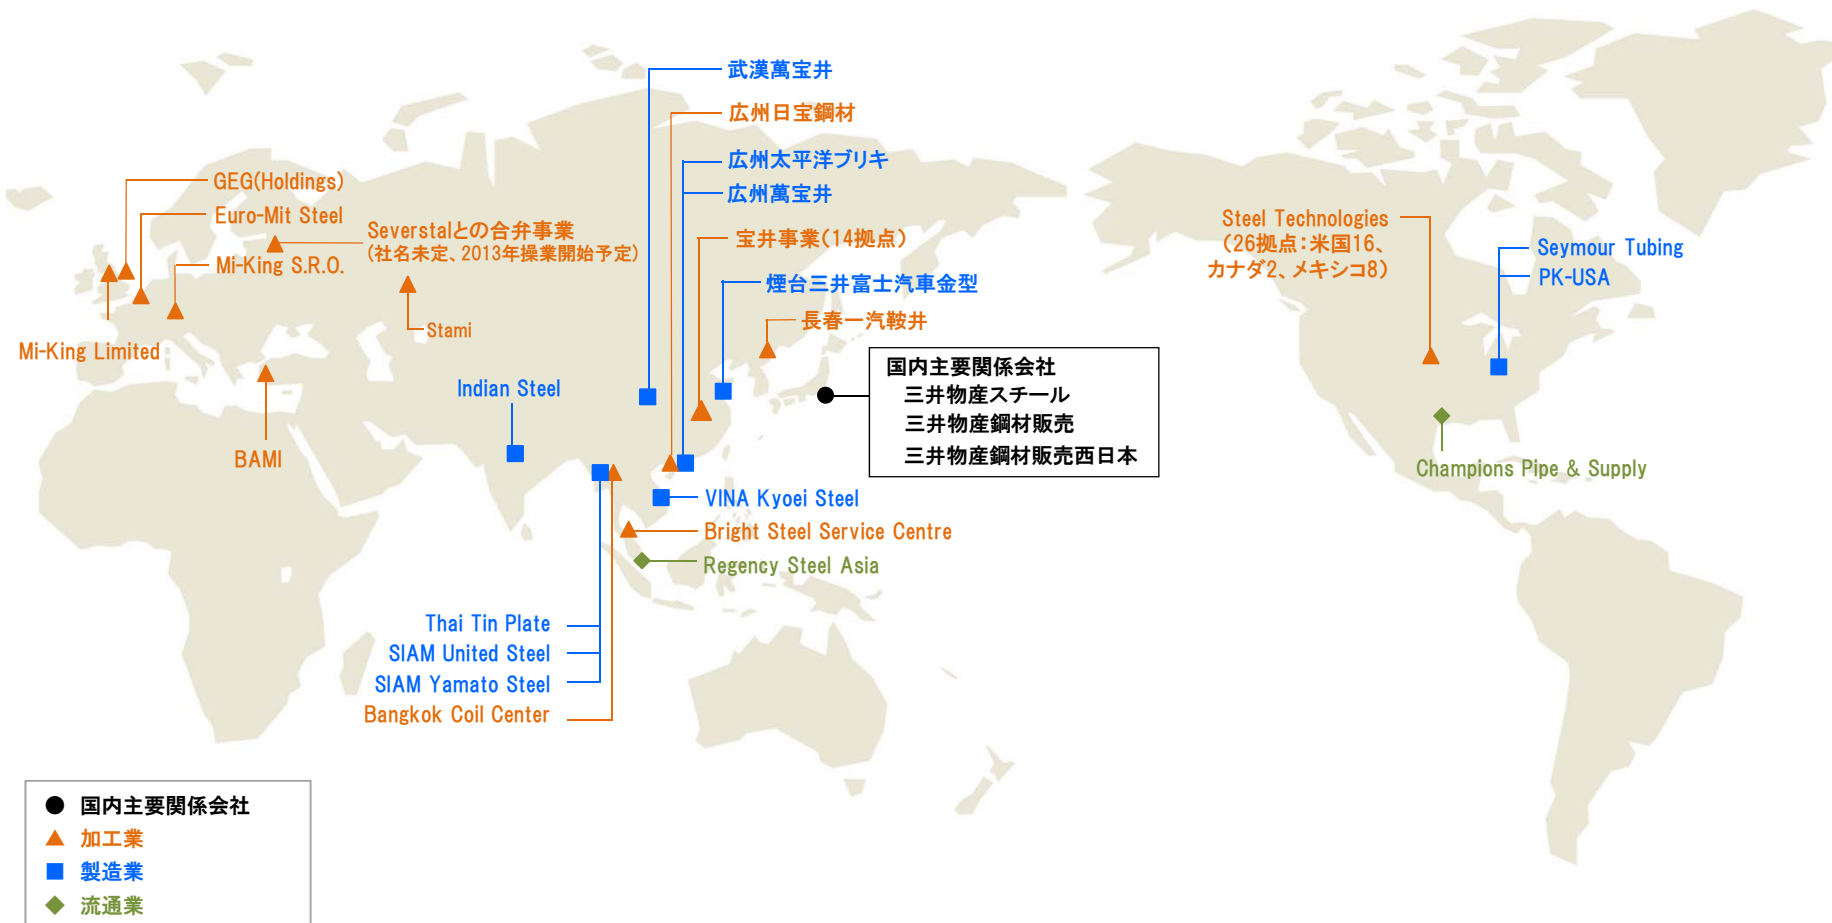 武漢萬宝井
広州日宝鋼材
広州太平洋ブリキ
広州萬宝井
GEG(Holdings)
Euro-Mit Steel
Severstalとの合弁事業
(社名未定、2013年操業開始予定)
Mi-King S.R.O.
宝井事業(14拠点)
煙台三井富士汽車金型
長春一汽鞍井
Stami
Mi-King Limited
BAMI
Indian Steel
国内主要関係会社
三井物産スチール
三井物産鋼材販売
三井物産鋼材販売西日本
Steel Technologies
(26拠点:米国16、
カナダ2、メキシコ8)
Seymour Tubing
PK-USA
Champions Pipe & Supply
VINA Kyoei Steel
Bright Steel Service Centre
Regency Steel Asia
Thai Tin Plate
SIAM United Steel
SIAM Yamato Steel
Bangkok Coil Center
国内主要関係会社
加工業
製造業
流通業